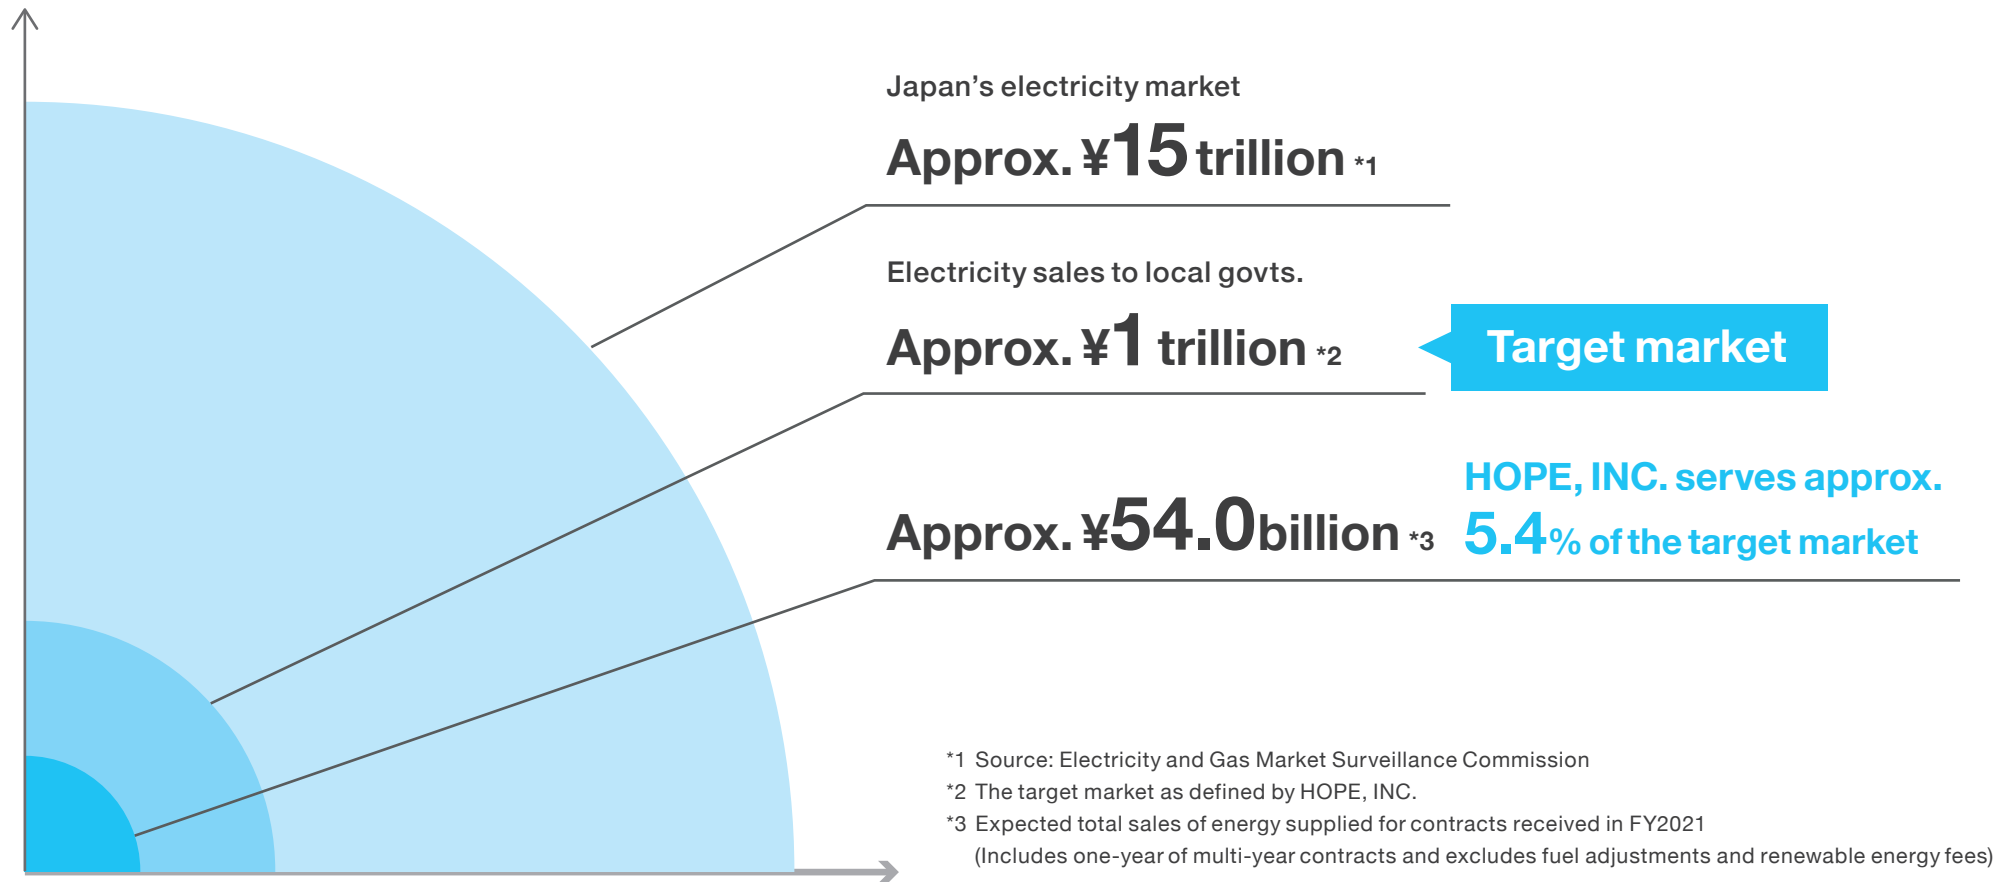 Japan's electricity market
Approx. ¥15 trillion *1
Electricity sales to local govts.
Approx. ¥1 trillion *2
Target market
Approx. ¥54.0 billion *3
HOPE, INC. serves approx.
5.4% of the target market
*1 Source: Electricity and Gas Market Surveillance Commission
*2 The target market as defined by HOPE, INC.
*3 Expected total sales of energy supplied for contracts received in FY2021
(Includes one-year of multi-year contracts and excludes fuel adjustments and renewable energy fees)